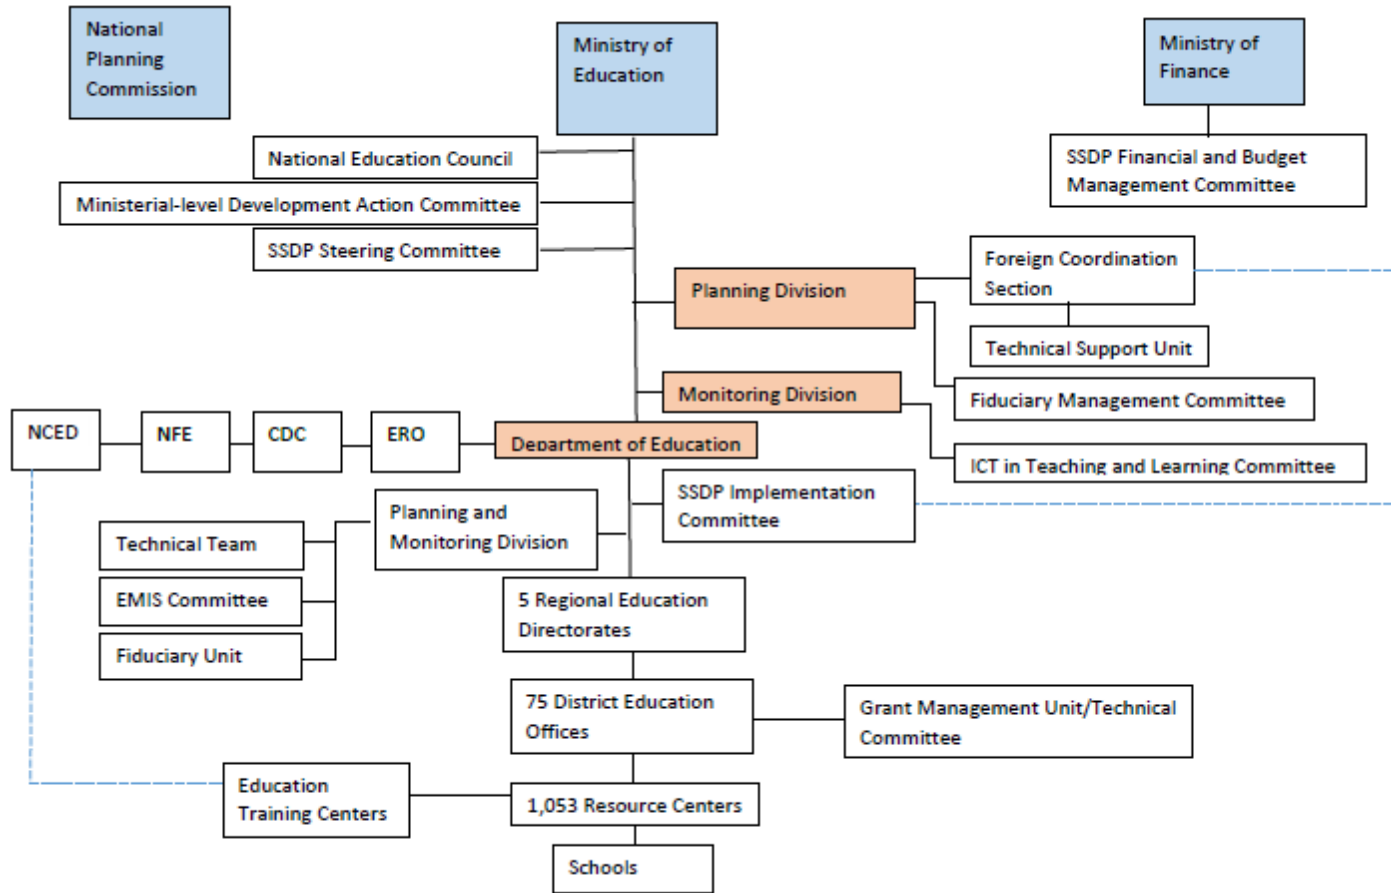 National
Planning
Commission
Ministry of
Education
Ministry of
Finance
National Education Council
SSDP Financial and Budget
Management Committee
Ministerial-level Development Action Committee
SSDP Steering Committee
Foreign Coordination
Section
Planning Division
Technical Support Unit
Monitoring Division
Fiduciary Management Committee
NCED
NFE
CDC
ERO
Department of Education
ICT in Teaching and Learning Committee
SSDP Implementation
Committee
Planning and
Monitoring Division
Technical Team
EMIS Committee
Fiduciary Unit
5 Regional Education
Directorates
75 District Education
Offices
Grant Management Unit/Technical
Committee
Education
Training Centers
1,053 Resource Centers
Schools